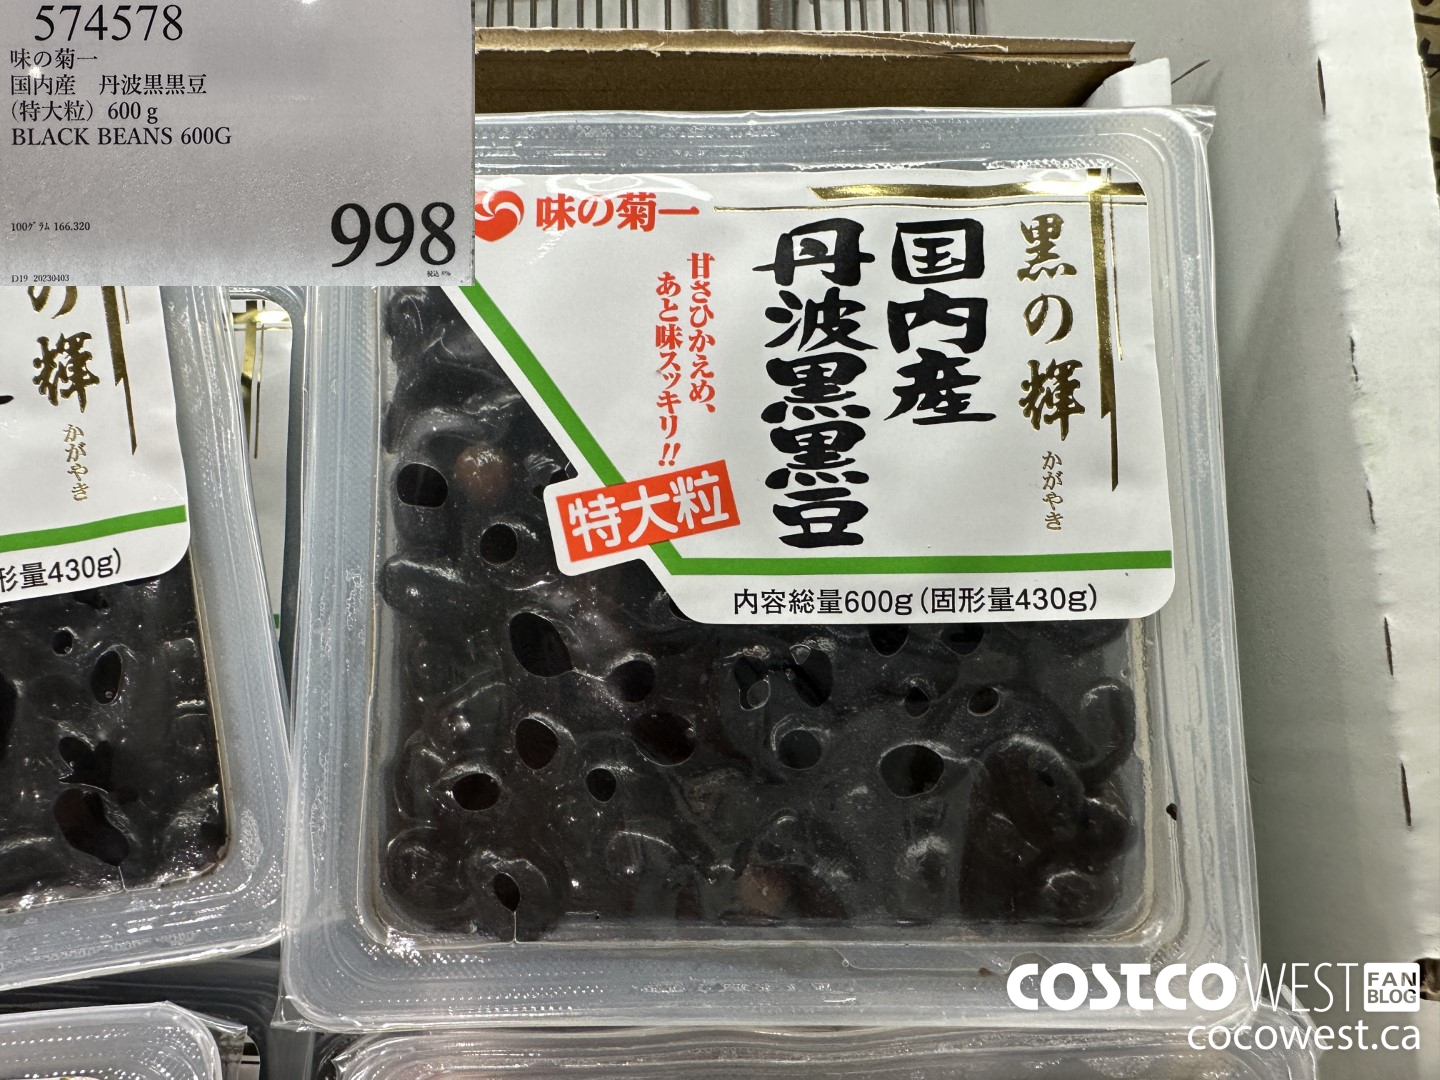 574578
味の菊一
国内産 丹波黒黒豆
(特大粒) 600g
BLACK BEANS 600G
100グラム 166.320
998
D19 20230403
税込 8%
味の菊一
黒の輝
かがやき
国内産
丹波黒黒豆
甘さひかえめ、
あと味スッキリ!!
特大粒
内容総量600g(固形量430g)
の輝
かがやき
形量430g)
COSTCO WEST FAN BLOG
cocowest.ca